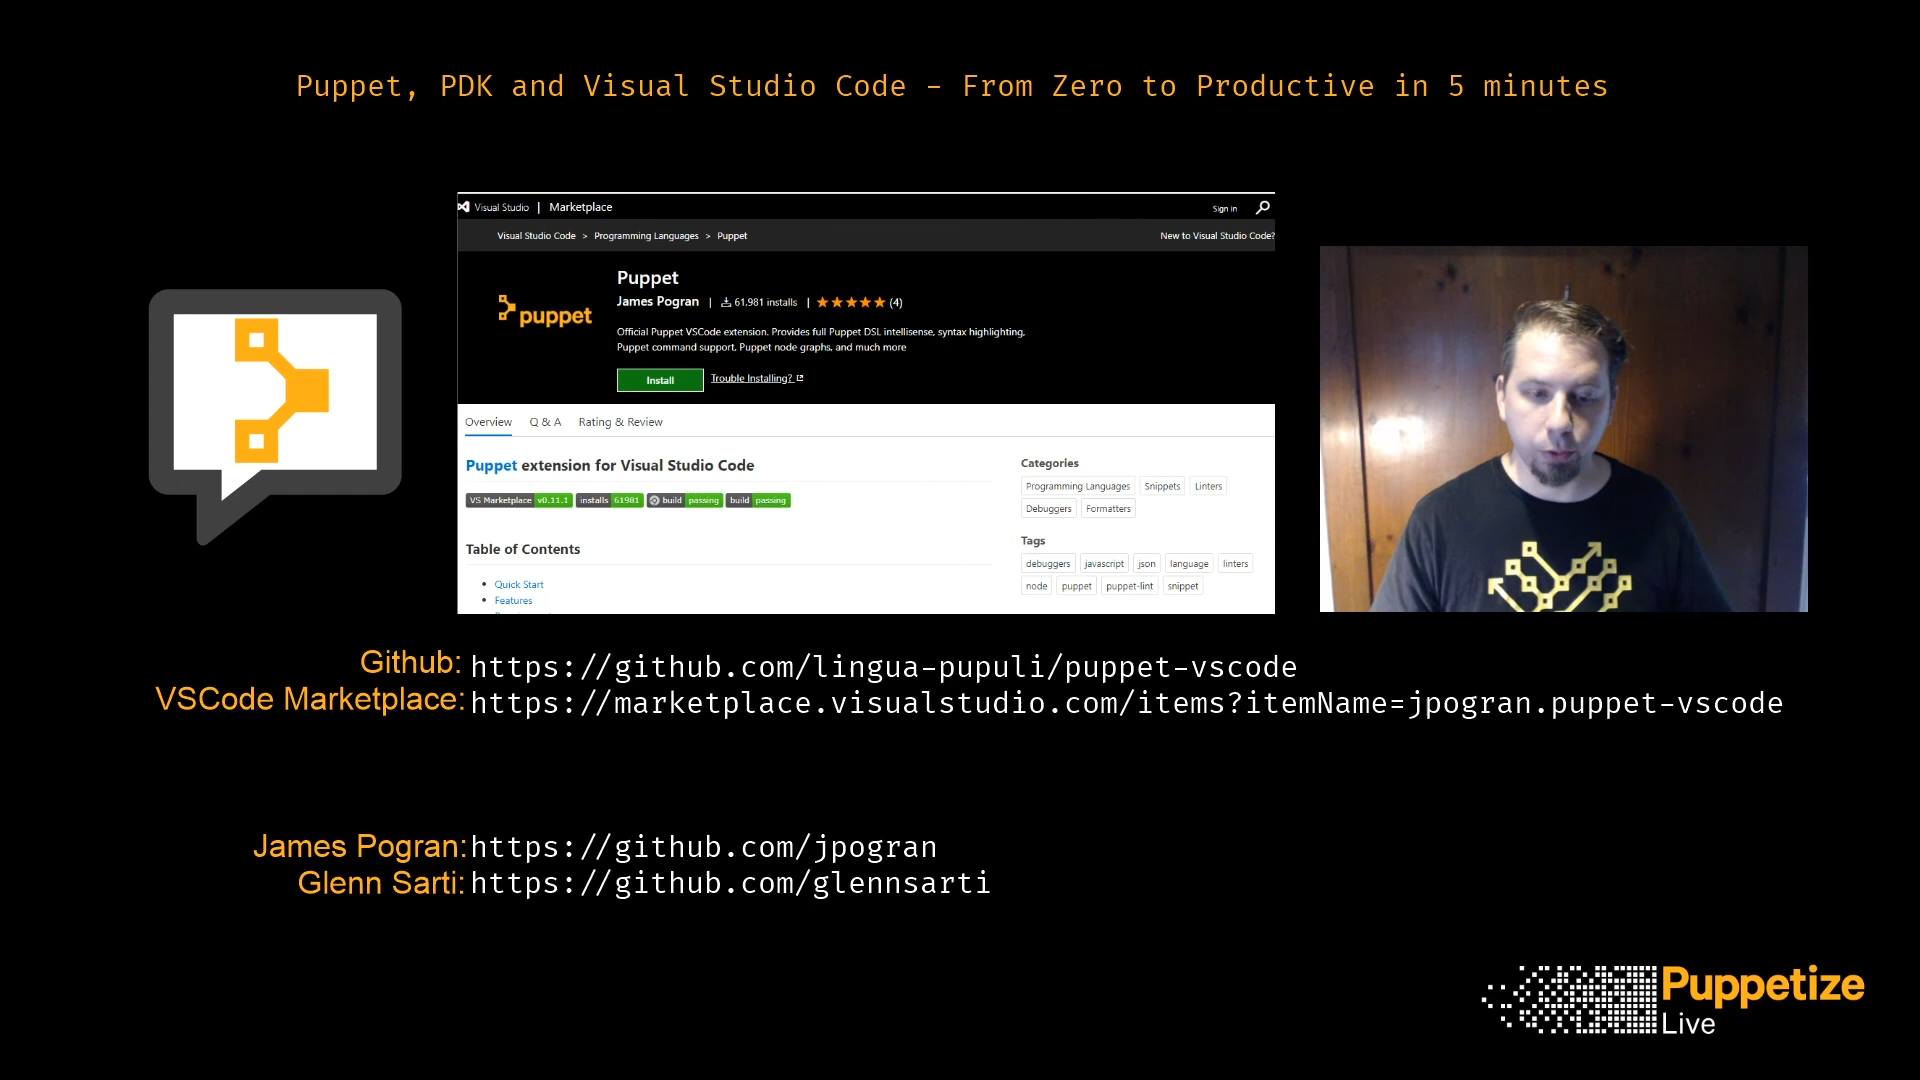 Puppet, PDK and Visual Studio Code - From Zero to Productive in 5 minutes
Visual Studio | Marketplace
Sign in
Visual Studio Code > Programming Languages > Puppet
New to Visual Studio Code?
puppet
Puppet
James Pogran | 61,981 installs | ★★★★★ (4)
Official Puppet VSCode extension. Provides full Puppet DSL intellisense, syntax highlighting,
Puppet command support, Puppet node graphs, and much more
Install
Trouble Installing?
Overview Q & A Rating & Review
Puppet extension for Visual Studio Code
VS Marketplace v0.11.1 installs 61981 build passing build passing
Table of Contents
• Quick Start
• Features
Categories
Programming Languages Snippets Linters
Debuggers Formatters
Tags
debuggers javascript json language linters
node puppet puppet-lint snippet
Github: https://github.com/lingua-pupuli/puppet-vscode
VSCode Marketplace: https://marketplace.visualstudio.com/items?itemName=jpogran.puppet-vscode
James Pogran: https://github.com/jpogran
Glenn Sarti: https://github.com/glennsarti
Puppetize
Live